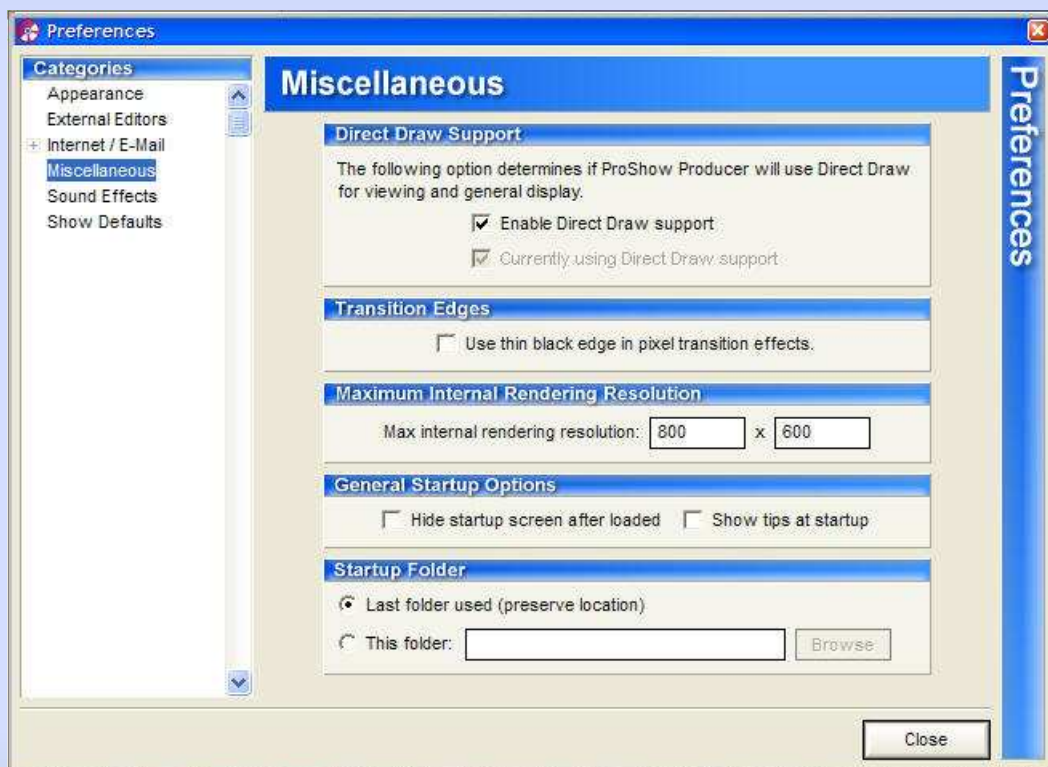 Preferences
Categories
Appearance
External Editors
Internet / E-Mail
Miscellaneous
Sound Effects
Show Defaults
Miscellaneous
Direct Draw Support
The following option determines if ProShow Producer will use Direct Draw
for viewing and general display.
Enable Direct Draw support
Currently using Direct Draw support
Transition Edges
Use thin black edge in pixel transition effects.
Maximum Internal Rendering Resolution
Max internal rendering resolution: 800 x 600
General Startup Options
Hide startup screen after loaded Show tips at startup
Startup Folder
Last folder used (preserve location)
This folder: Browse
Close
Preferences